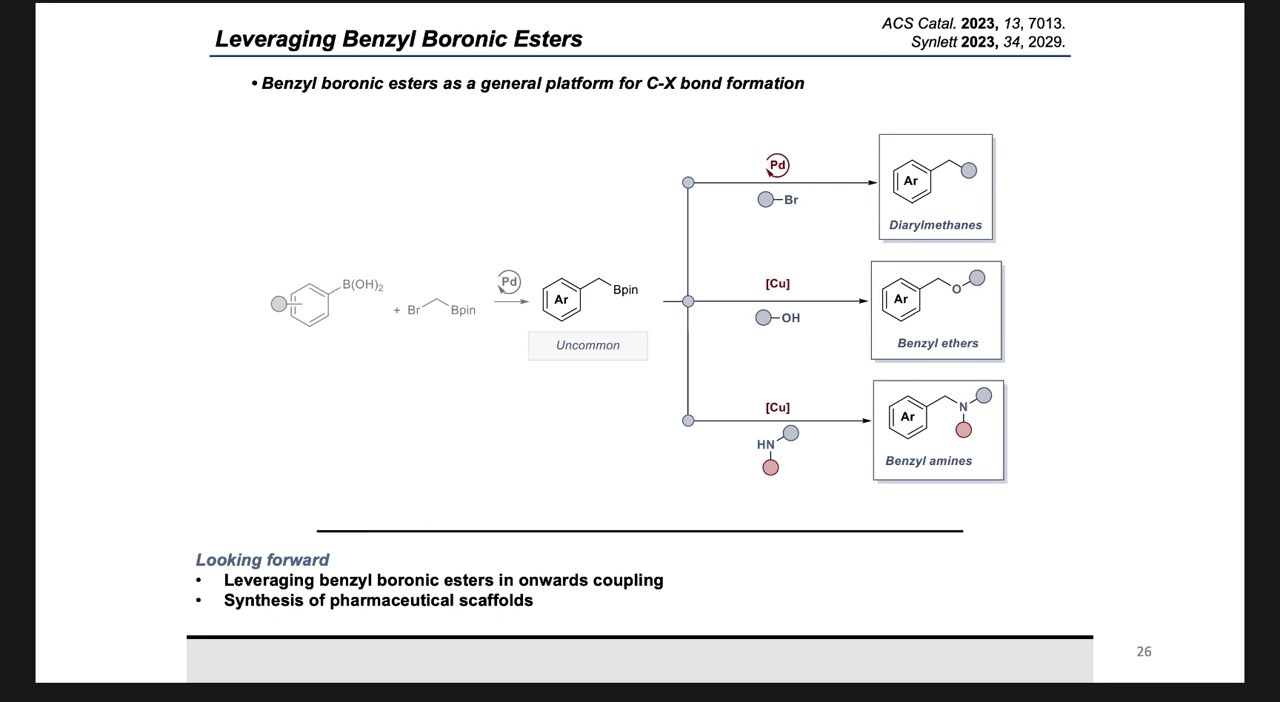 Leveraging Benzyl Boronic Esters
ACS Catal. 2023, 13, 7013.
Synlett 2023, 34, 2029.
• Benzyl boronic esters as a general platform for C-X bond formation
Pd
Br
Ar
Diarylmethanes
B(OH)2
+ Br
Bpin
Pd
Ar
Bpin
Uncommon
[Cu]
OH
Ar
O
Benzyl ethers
[Cu]
HN
Ar
N
Benzyl amines
Looking forward
• Leveraging benzyl boronic esters in onwards coupling
• Synthesis of pharmaceutical scaffolds
26